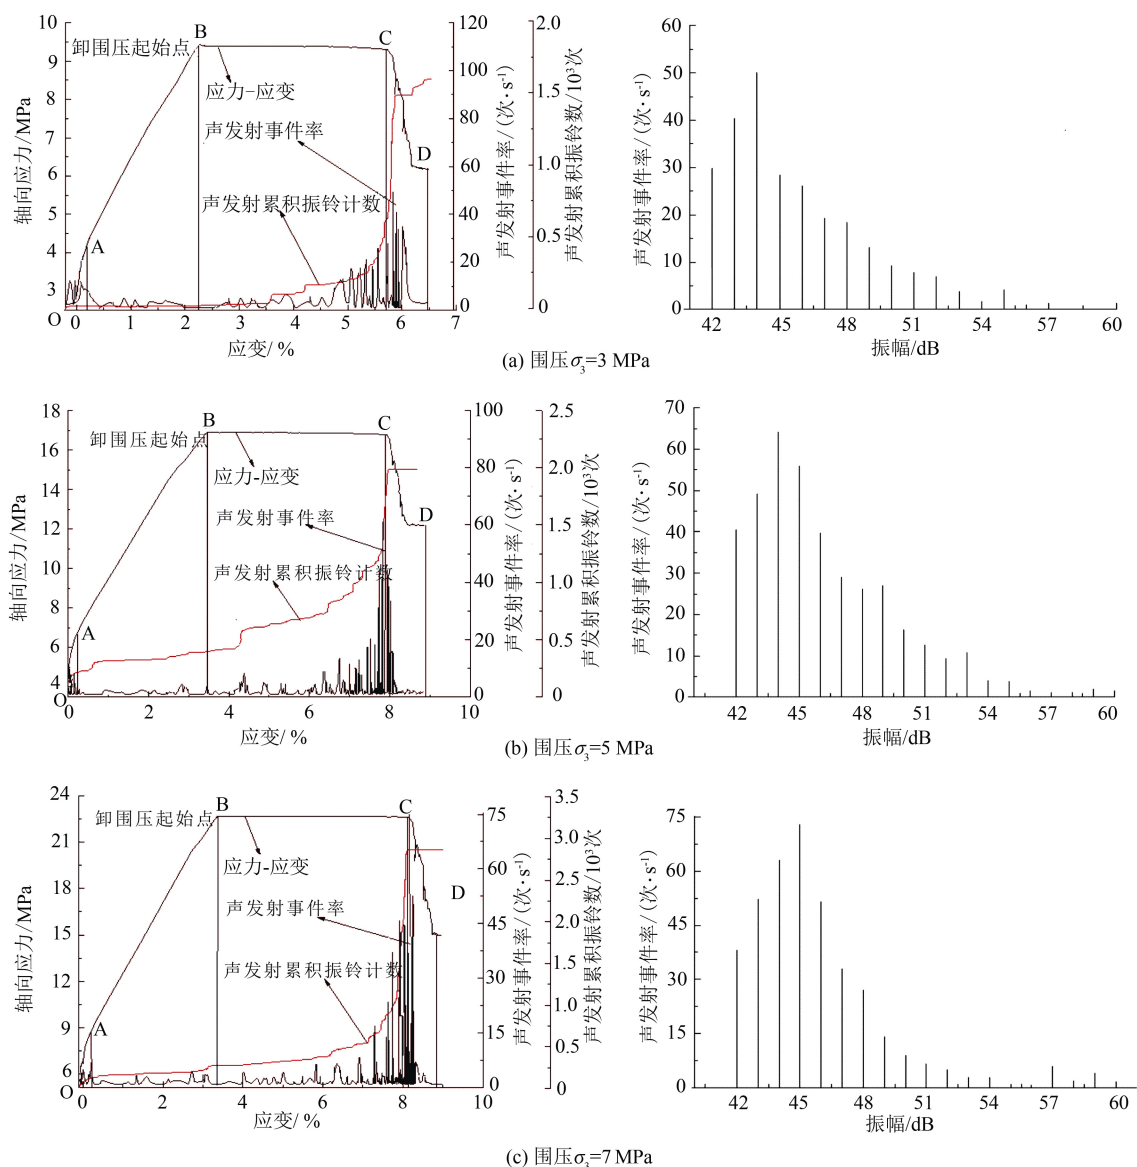 10
9
8
7
6
5
4
3
O
0
1
2
3
4
5
6
7
轴向应力/MPa
应变/ %
卸围压起始点
A
B
C
D
应力–应变
声发射事件率
声发射累积振铃计数
120
100
80
60
40
20
0
声发射事件率/(次·s⁻¹)
2.0
1.5
1.0
0.5
0
声发射累积振铃数/10³次
60
50
40
30
20
10
0
声发射事件率/(次·s⁻¹)
42 45 48 51 54 57 60
振幅/dB
(a) 围压σ₃=3 MPa
18
16
14
12
10
8
6
4
O
0
2
4
6
8
10
轴向应力/MPa
应变/ %
卸围压起始点
A
B
C
D
应力-应变
声发射事件率
声发射累积振铃计数
100
80
60
40
20
0
声发射事件率/(次·s⁻¹)
2.5
2.0
1.5
1.0
0.5
0
声发射累积振铃数/10³次
70
60
50
40
30
20
10
0
声发射事件率/(次·s⁻¹)
42 45 48 51 54 57 60
振幅/dB
(b) 围压σ₃=5 MPa
24
21
18
15
12
9
6
O
0
2
4
6
8
10
轴向应力/MPa
应变/ %
卸围压起始点
A
B
C
D
应力-应变
声发射事件率
声发射累积振铃计数
75
60
45
30
15
0
声发射事件率/(次·s⁻¹)
3.5
3.0
2.5
2.0
1.5
1.0
0.5
0
声发射累积振铃数/10³次
75
60
45
30
15
0
声发射事件率/(次·s⁻¹)
42 45 48 51 54 57 60
振幅/dB
(c) 围压σ₃=7 MPa